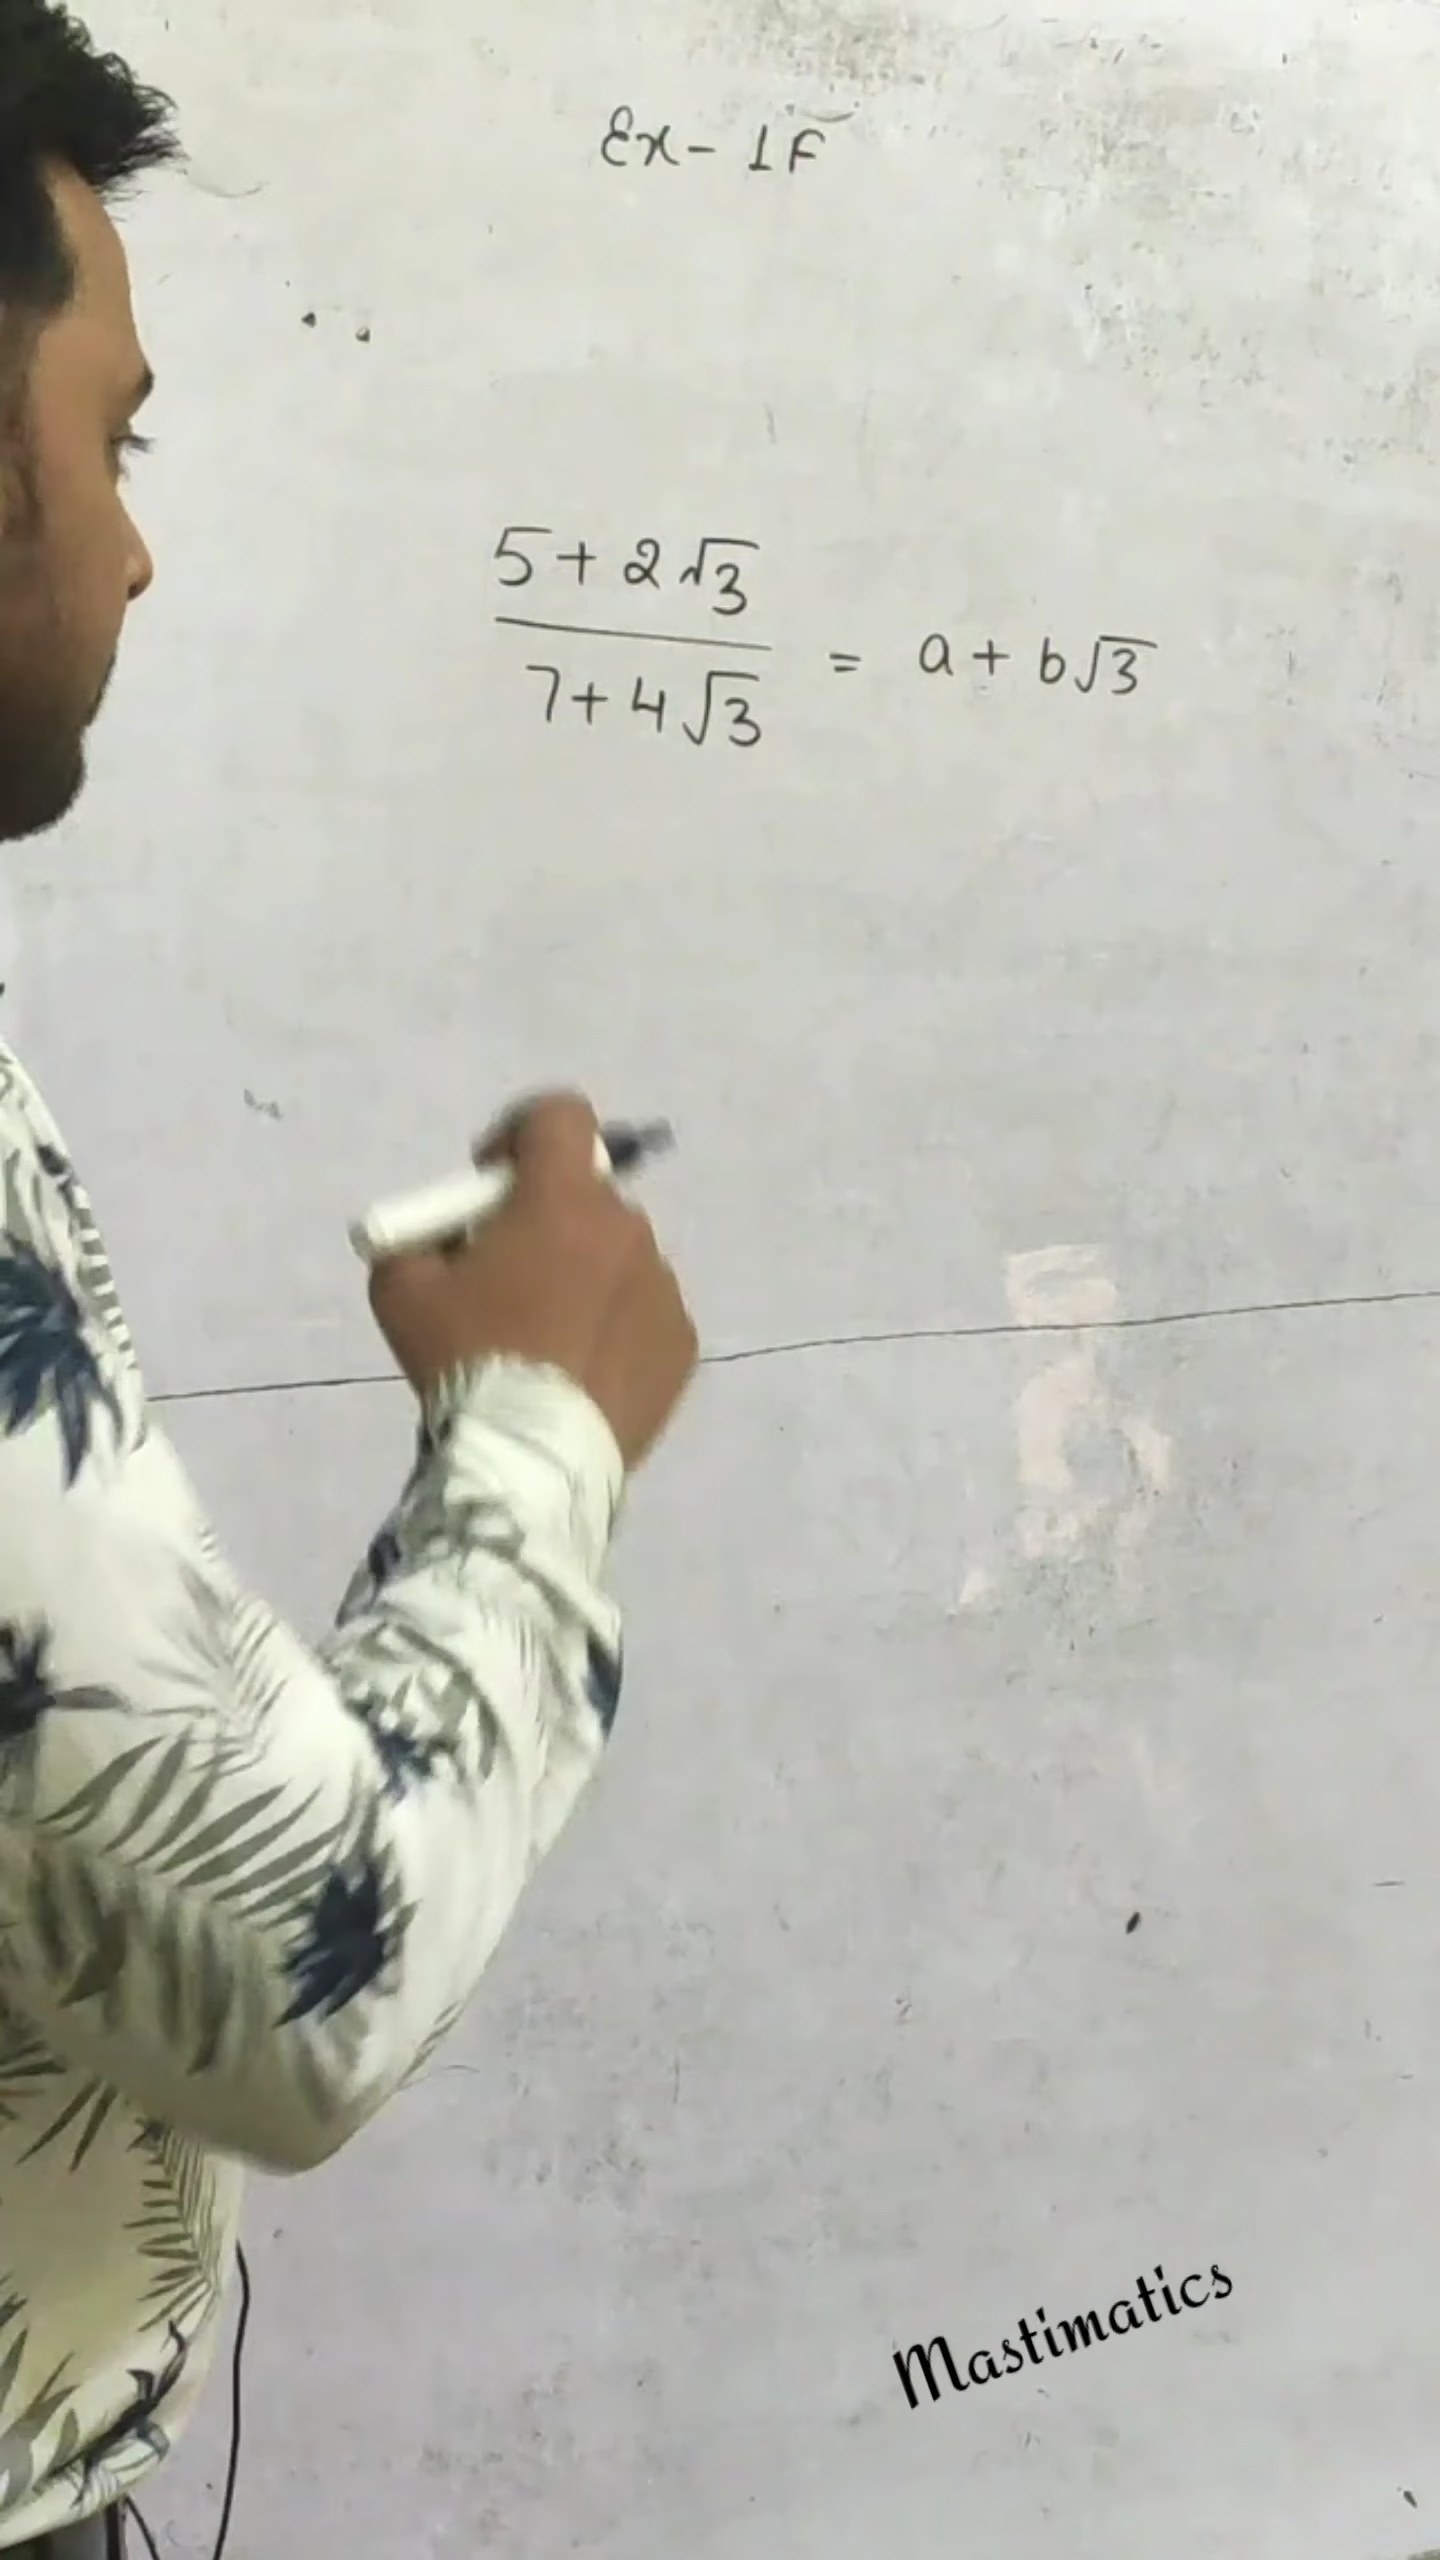 Ex - 1F
5 + 2√3
7 + 4√3 = a + b√3
Mastimatics